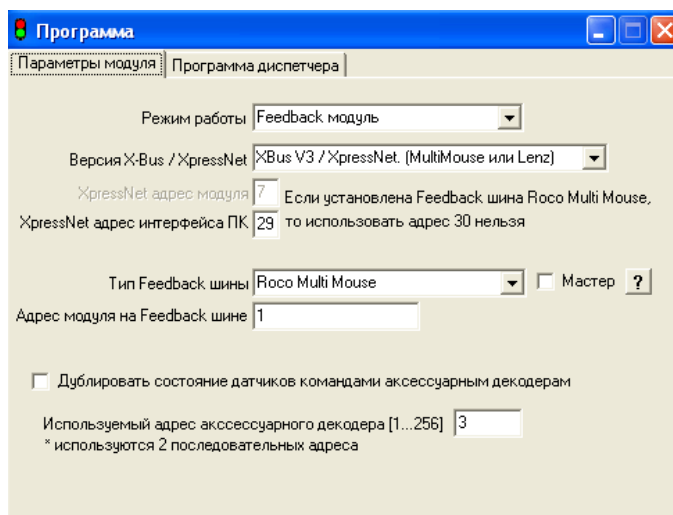 Программа
Параметры модуля Программа диспетчера
Режим работы Feedback модуль
Версия X-Bus / XpressNet XBus V3 / XpressNet. (MultiMouse или Lenz)
XpressNet адрес модуля 7 Если установлена Feedback шина Roco Multi Mouse,
XpressNet адрес интерфейса ПК 29 то использовать адрес 30 нельзя
Тип Feedback шины Roco Multi Mouse Мастер ?
Адрес модуля на Feedback шине 1
Дублировать состояние датчиков командами аксессуарным декодерам
Используемый адрес акссессуарного декодера [1...256] 3
* используются 2 последовательных адреса